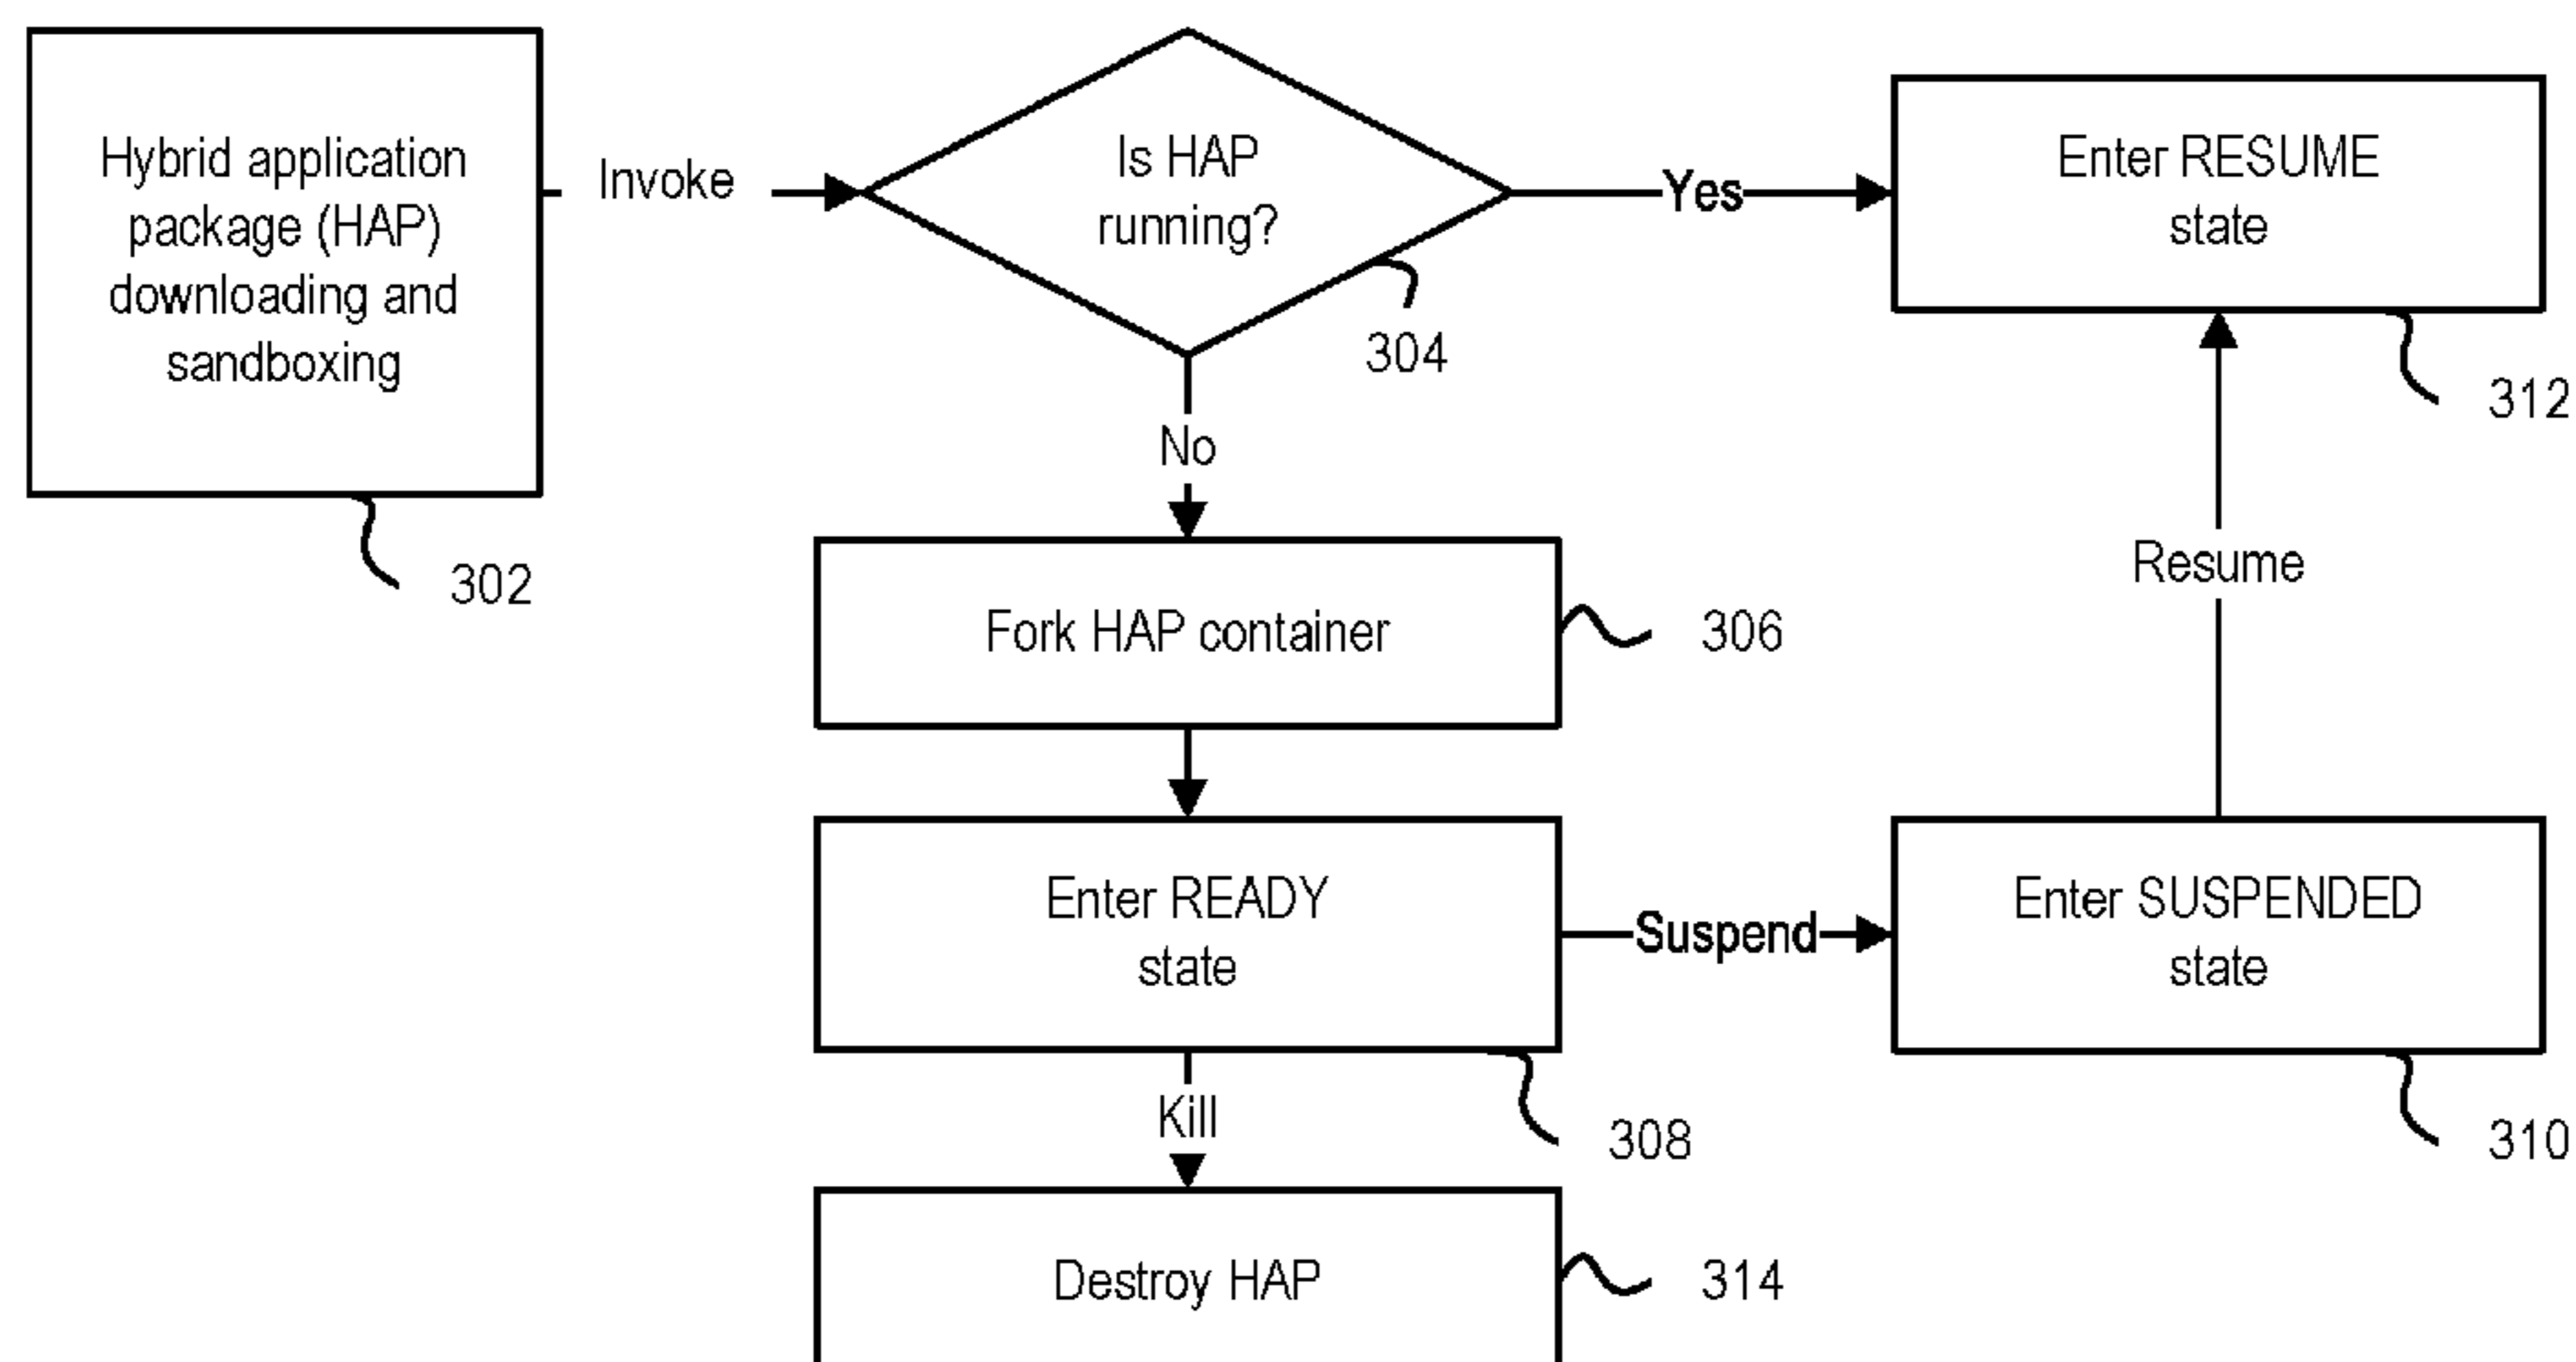 Hybrid application
package (HAP)
downloading and
sandboxing
302
Invoke
Is HAP
running?
304
Yes
Enter RESUME
state
312
No
Fork HAP container
306
Resume
Enter READY
state
308
Suspend
Enter SUSPENDED
state
310
Kill
Destroy HAP
314